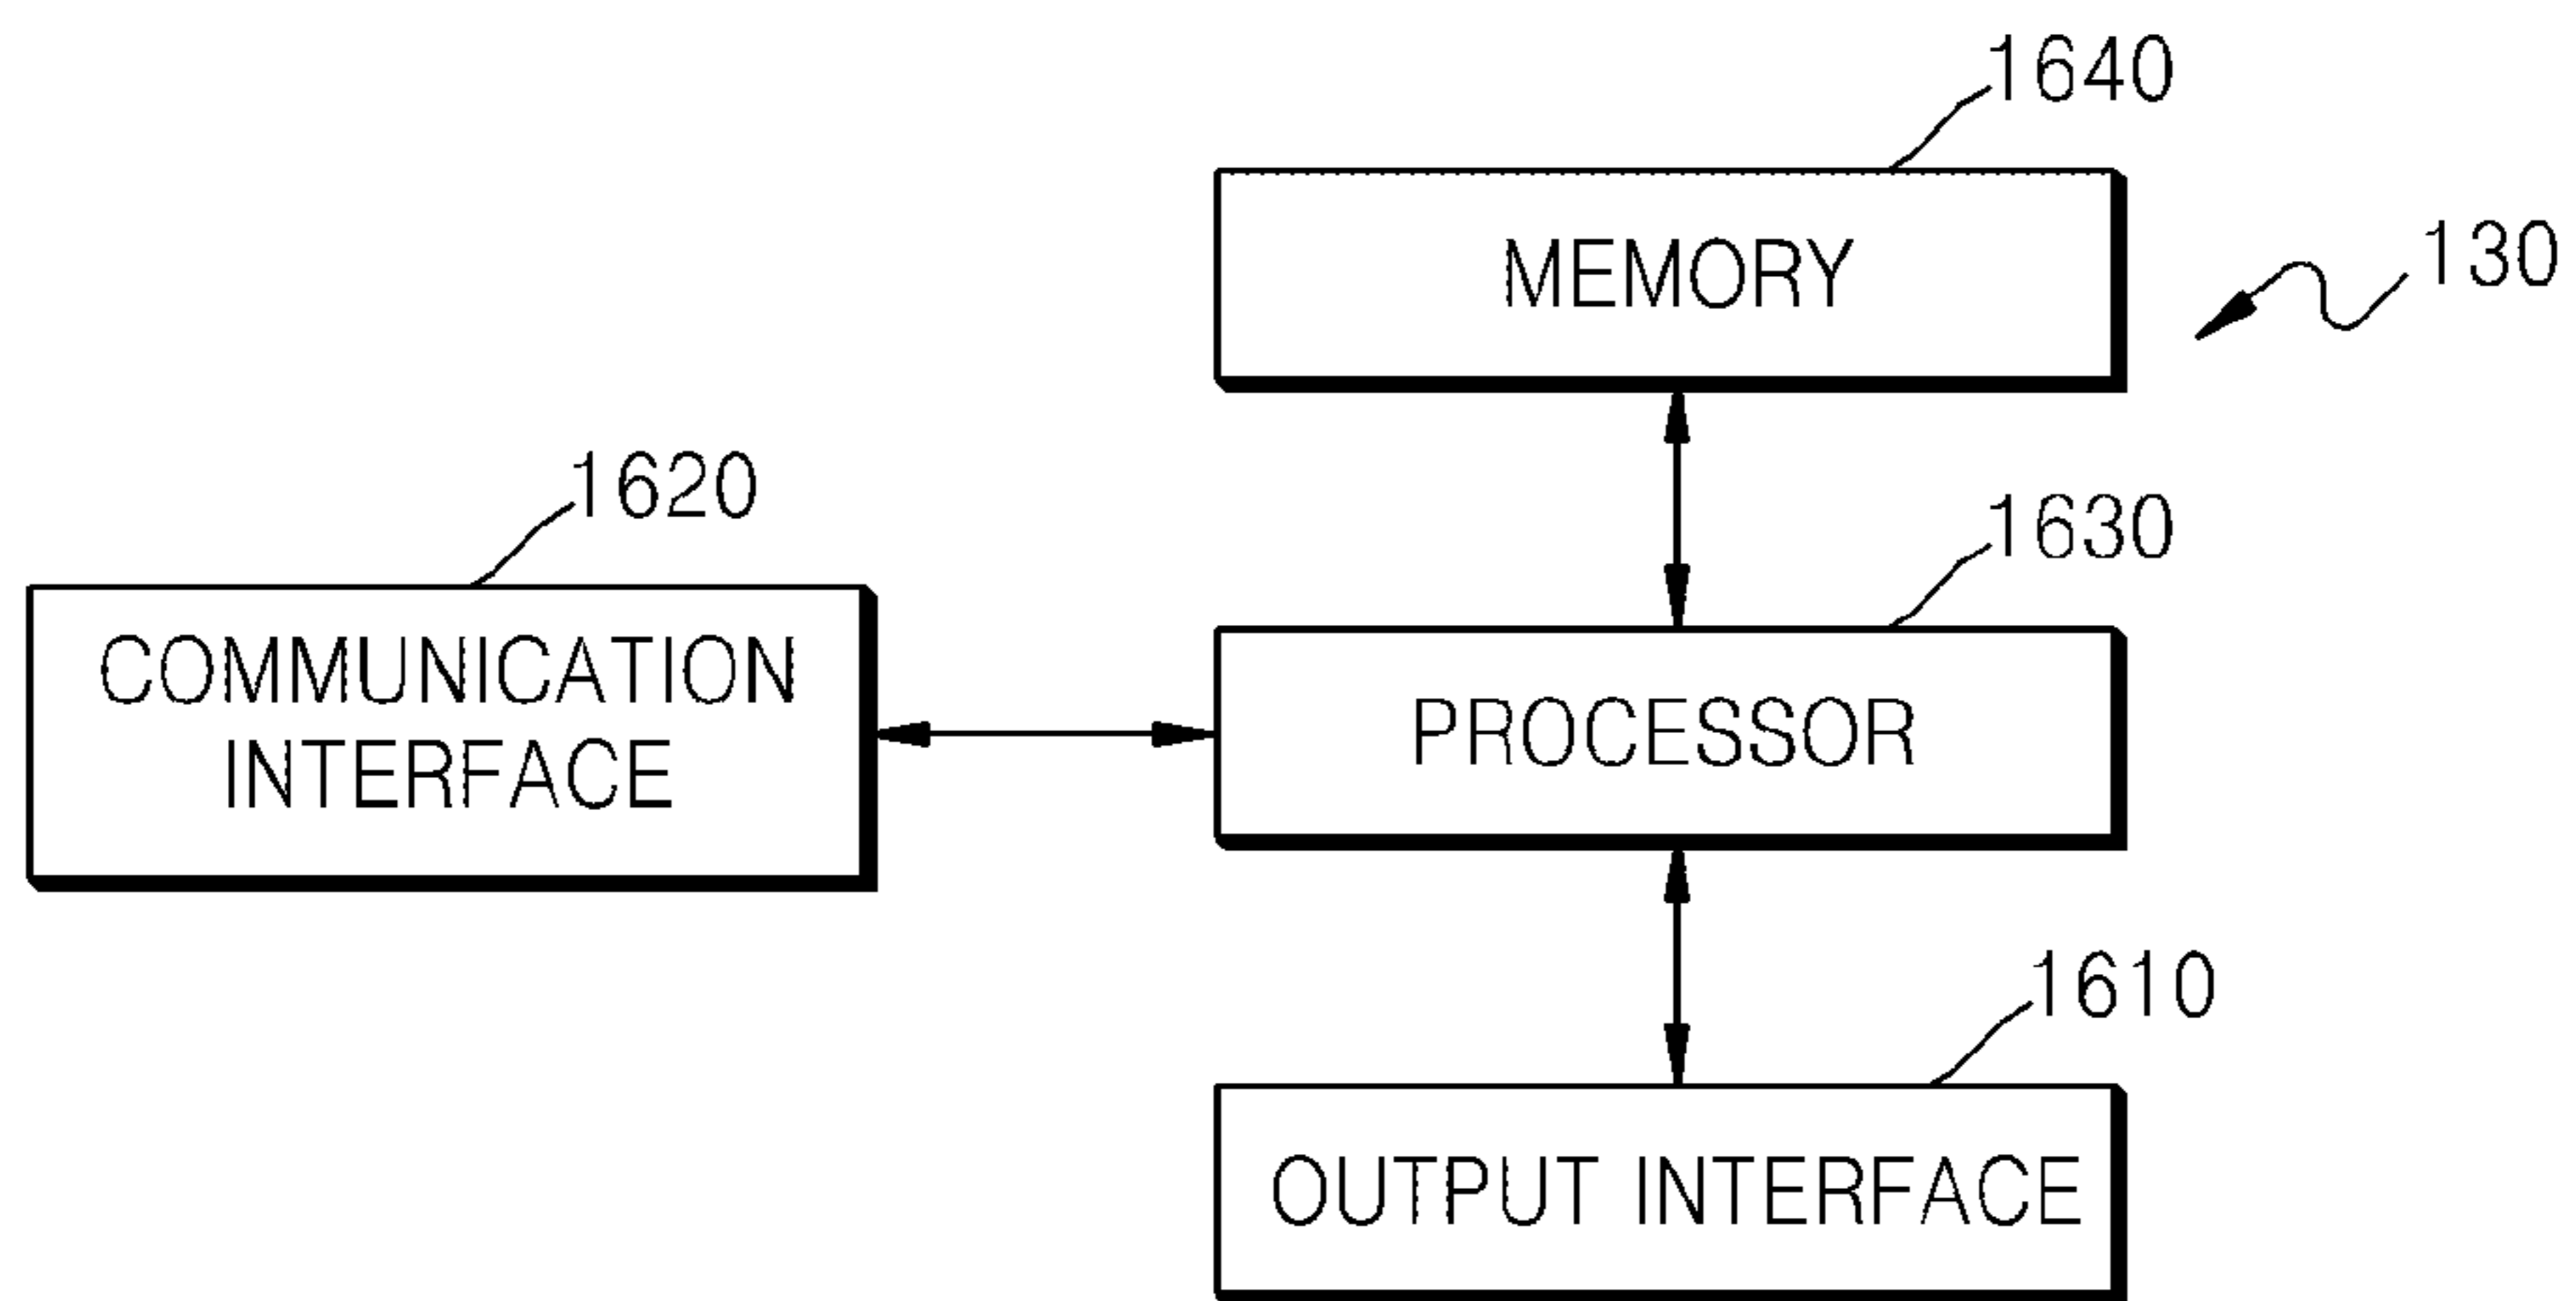 1640
MEMORY
130
1620
1630
COMMUNICATION
INTERFACE
PROCESSOR
1610
OUTPUT INTERFACE